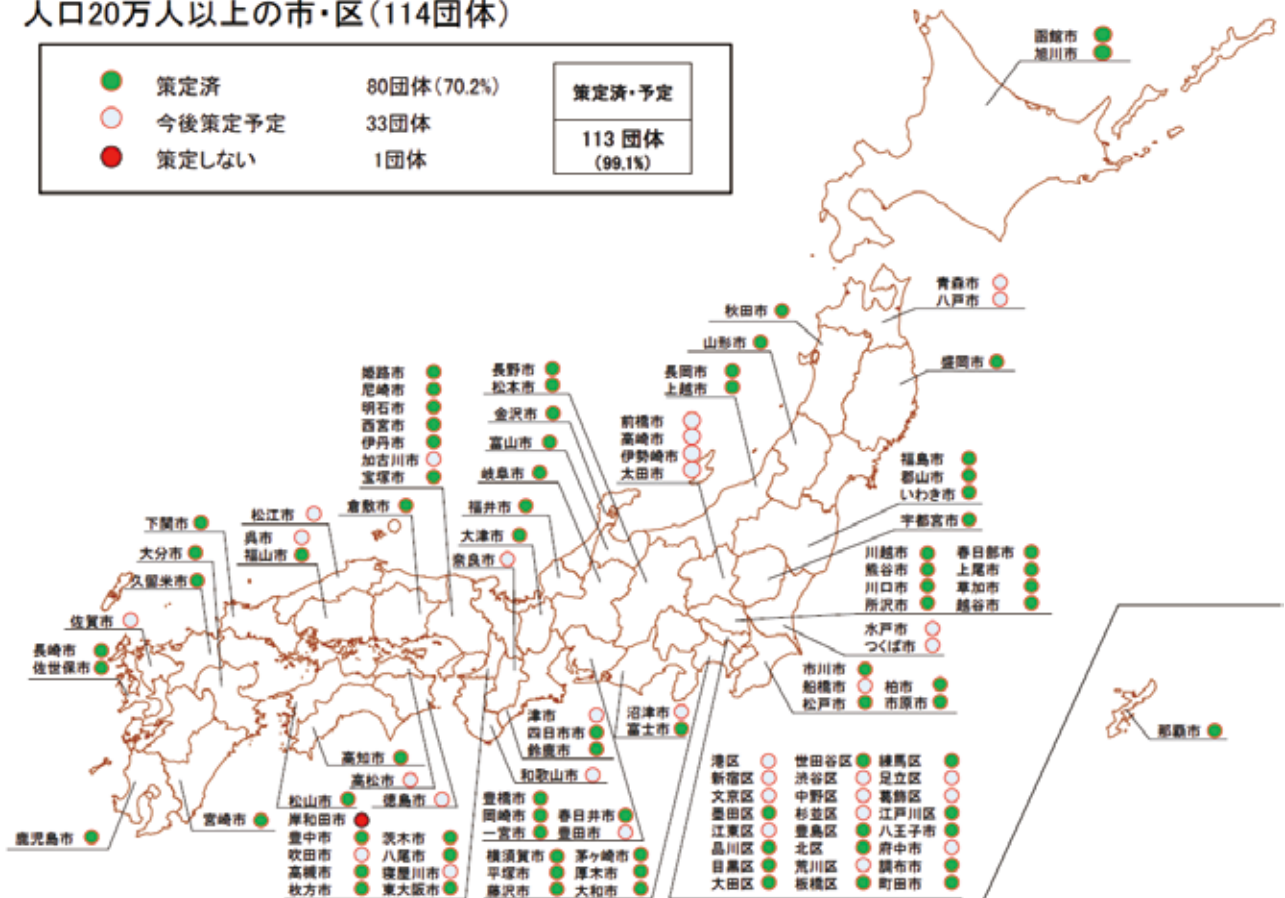 人口20万人以上の市・区(114団体)
策定済 80団体(70.2%)
今後策定予定 33団体
策定しない 1団体
策定済・予定
113 団体
(99.1%)
函館市
旭川市
青森市
八戸市
秋田市
山形市
盛岡市
長岡市
上越市
前橋市
高崎市
伊勢崎市
太田市
長野市
松本市
金沢市
富山市
岐阜市
福井市
大津市
奈良市
姫路市
尼崎市
明石市
西宮市
伊丹市
加古川市
宝塚市
倉敷市
松江市
呉市
福山市
下関市
大分市
久留米市
佐賀市
長崎市
佐世保市
福島市
郡山市
いわき市
宇都宮市
川越市 春日部市
熊谷市 上尾市
川口市 草加市
所沢市 越谷市
水戸市
つくば市
市川市
船橋市 柏市
松戸市 市原市
那覇市
津市
四日市市
鈴鹿市
沼津市
富士市
和歌山市
高知市
高松市
徳島市
松山市
宮崎市
鹿児島市
岸和田市
豊中市 茨木市
吹田市 八尾市
高槻市 寝屋川市
枚方市 東大阪市
豊橋市
岡崎市 春日井市
一宮市 豊田市
横須賀市 茅ヶ崎市
平塚市 厚木市
藤沢市 大和市
港区 世田谷区 練馬区
新宿区 渋谷区 足立区
文京区 中野区 葛飾区
墨田区 杉並区 江戸川区
江東区 豊島区 八王子市
品川区 北区 府中市
目黒区 荒川区 調布市
大田区 板橋区 町田市